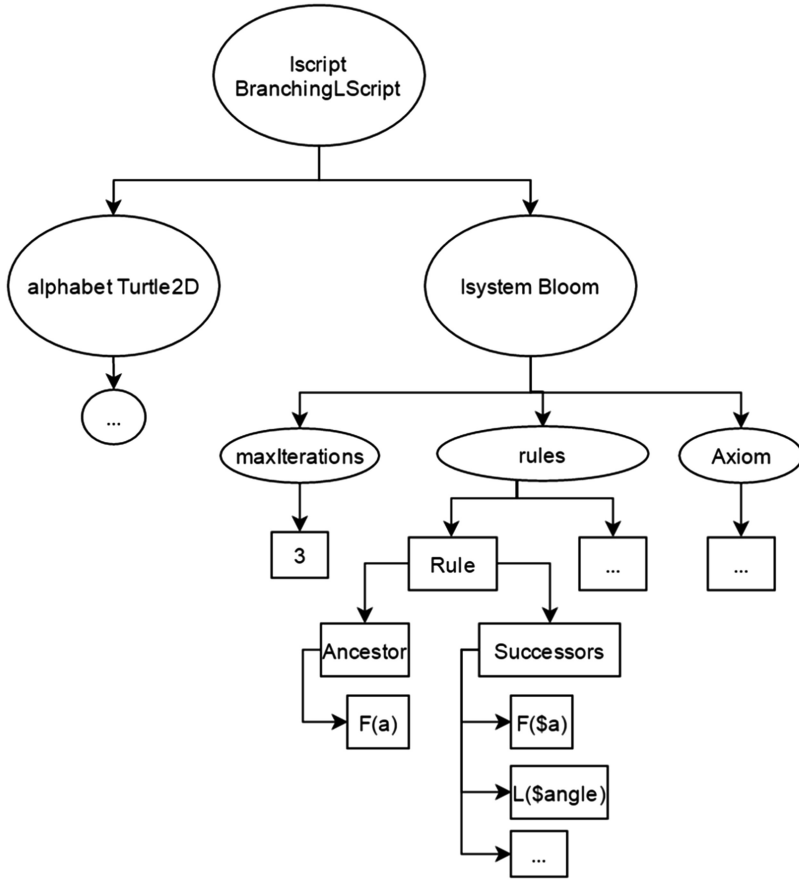 lscript
BranchingLScript
alphabet Turtle2D
lsystem Bloom
...
maxIterations
rules
Axiom
3
Rule
...
...
Ancestor
Successors
F(a)
F($a)
L($angle)
...